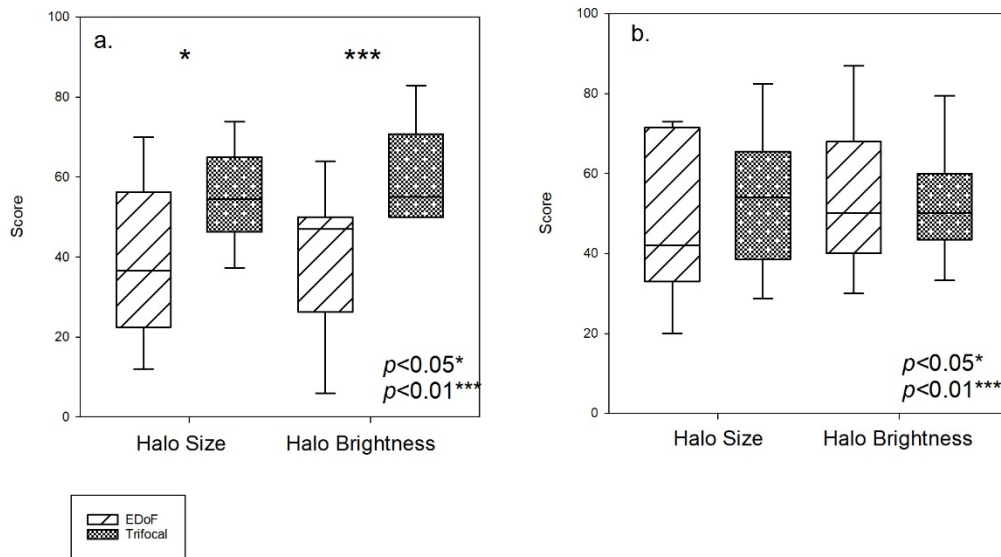 a.
*
***
100
80
60
40
20
0
Score
p<0.05*
p<0.01***
Halo Size
Halo Brightness
EDoF
Trifocal
b.
100
80
60
40
20
0
Score
p<0.05*
p<0.01***
Halo Size
Halo Brightness